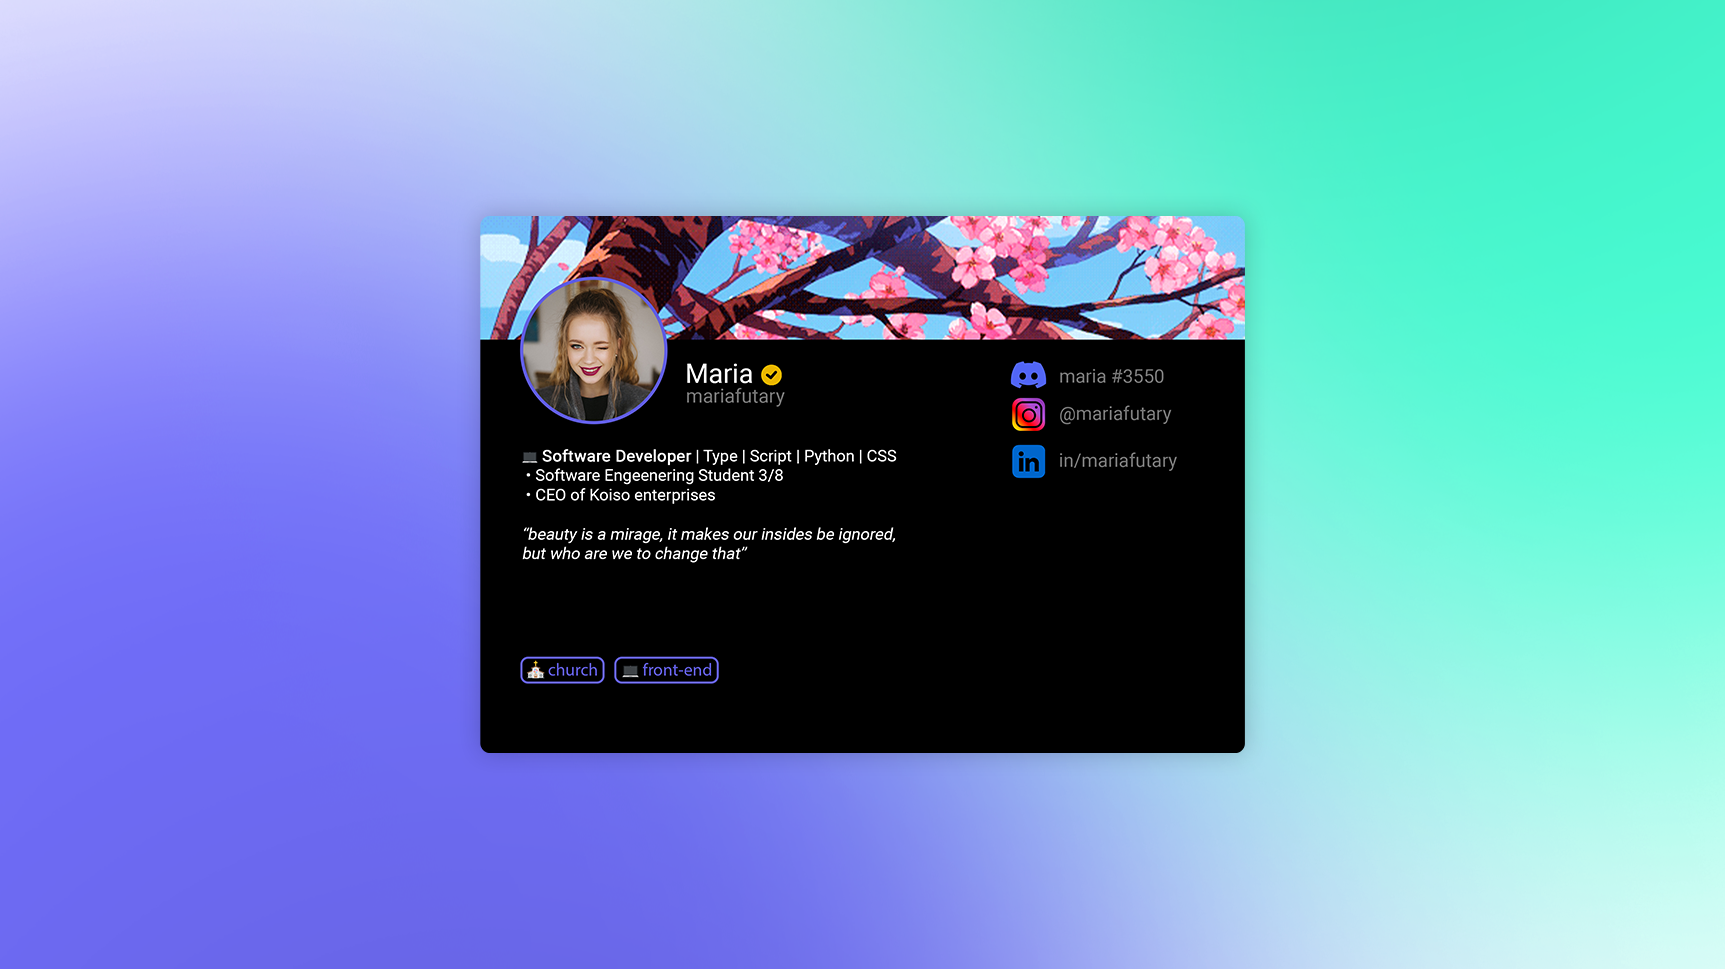 Maria
mariafutary
Software Developer | Type | Script | Python | CSS
• Software Engeenering Student 3/8
• CEO of Koiso enterprises
“beauty is a mirage, it makes our insides be ignored,
but who are we to change that”
church
front-end
maria #3550
@mariafutary
in
in/mariafutary